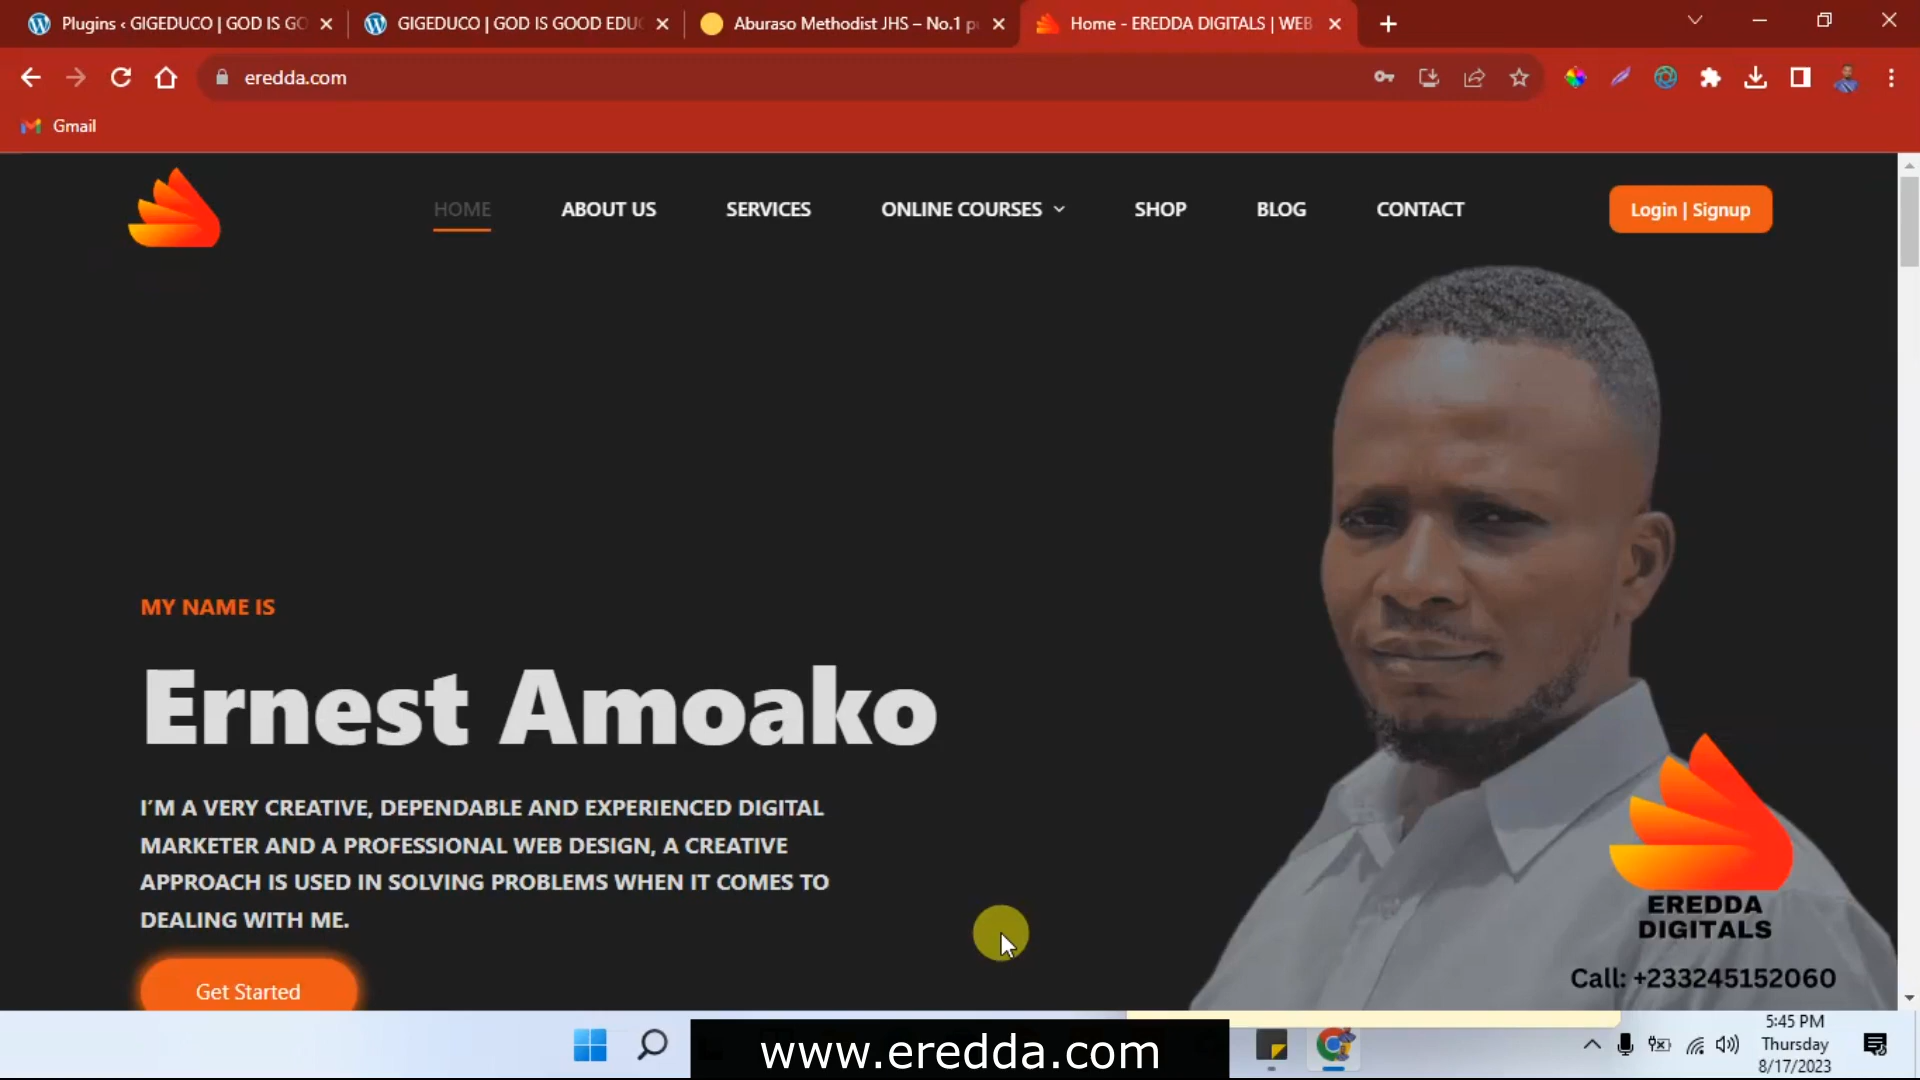 Plugins ‹ GIGEDUCO | GOD IS GO
GIGEDUCO | GOD IS GOOD EDU
Aburaso Methodist JHS – No.1 p
Home - EREDDA DIGITALS | WEB
eredda.com
Gmail
HOME
ABOUT US
SERVICES
ONLINE COURSES
SHOP
BLOG
CONTACT
Login | Signup
MY NAME IS
Ernest Amoako
I'M A VERY CREATIVE, DEPENDABLE AND EXPERIENCED DIGITAL
MARKETER AND A PROFESSIONAL WEB DESIGN, A CREATIVE
APPROACH IS USED IN SOLVING PROBLEMS WHEN IT COMES TO
DEALING WITH ME.
Get Started
EREDDA
DIGITALS
Call: +233245152060
www.eredda.com
5:45 PM
Thursday
8/17/2023